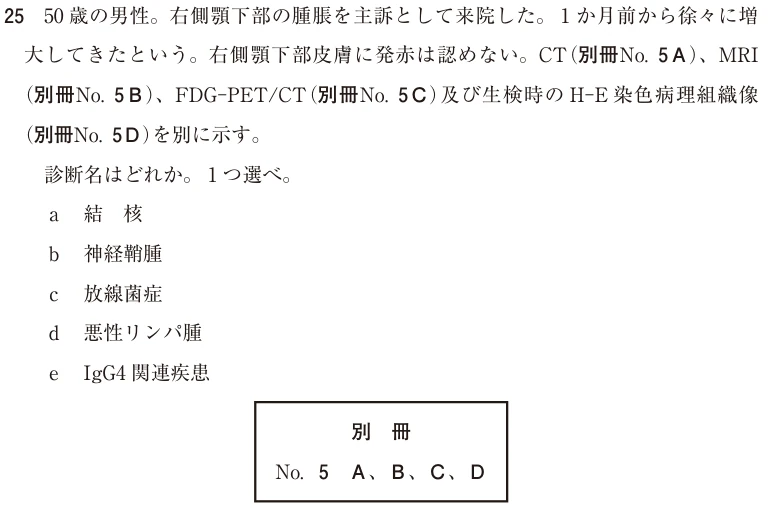 25　50 歳の男性。右側顎下部の腫脹を主訴として来院した。1 か月前から徐々に増
大してきたという。右側顎下部皮膚に発赤は認めない。CT(別冊No. 5 A)、MRI
(別冊No. 5 B)、FDG-PET/CT(別冊No. 5 C)及び生検時の H-E 染色病理組織像
(別冊No. 5 D)を別に示す。
診断名はどれか。1 つ選べ。
a　結　核
b　神経鞘腫
c　放線菌症
d　悪性リンパ腫
e　IgG4 関連疾患
別　冊
No. 5　A、B、C、D